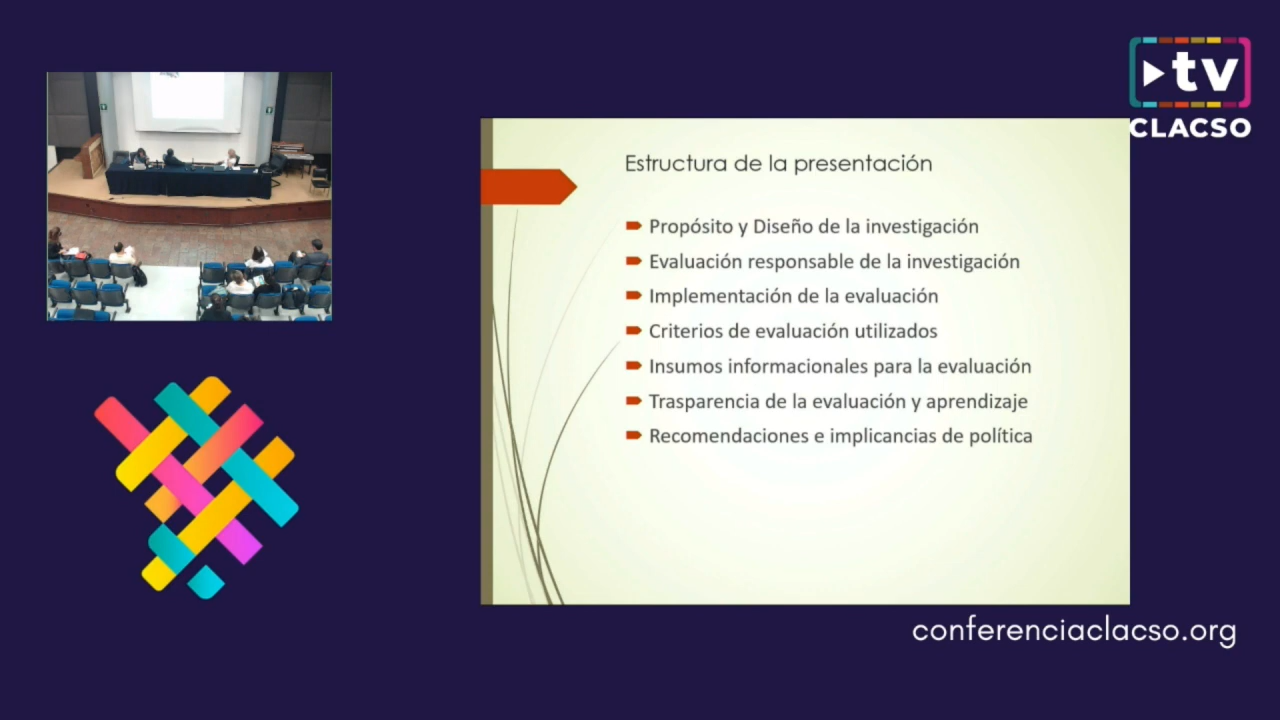 tv
CLACSO
Estructura de la presentación
Propósito y Diseño de la investigación
Evaluación responsable de la investigación
Implementación de la evaluación
Criterios de evaluación utilizados
Insumos informacionales para la evaluación
Trasparencia de la evaluación y aprendizaje
Recomendaciones e implicancias de política
conferenciaclacso.org